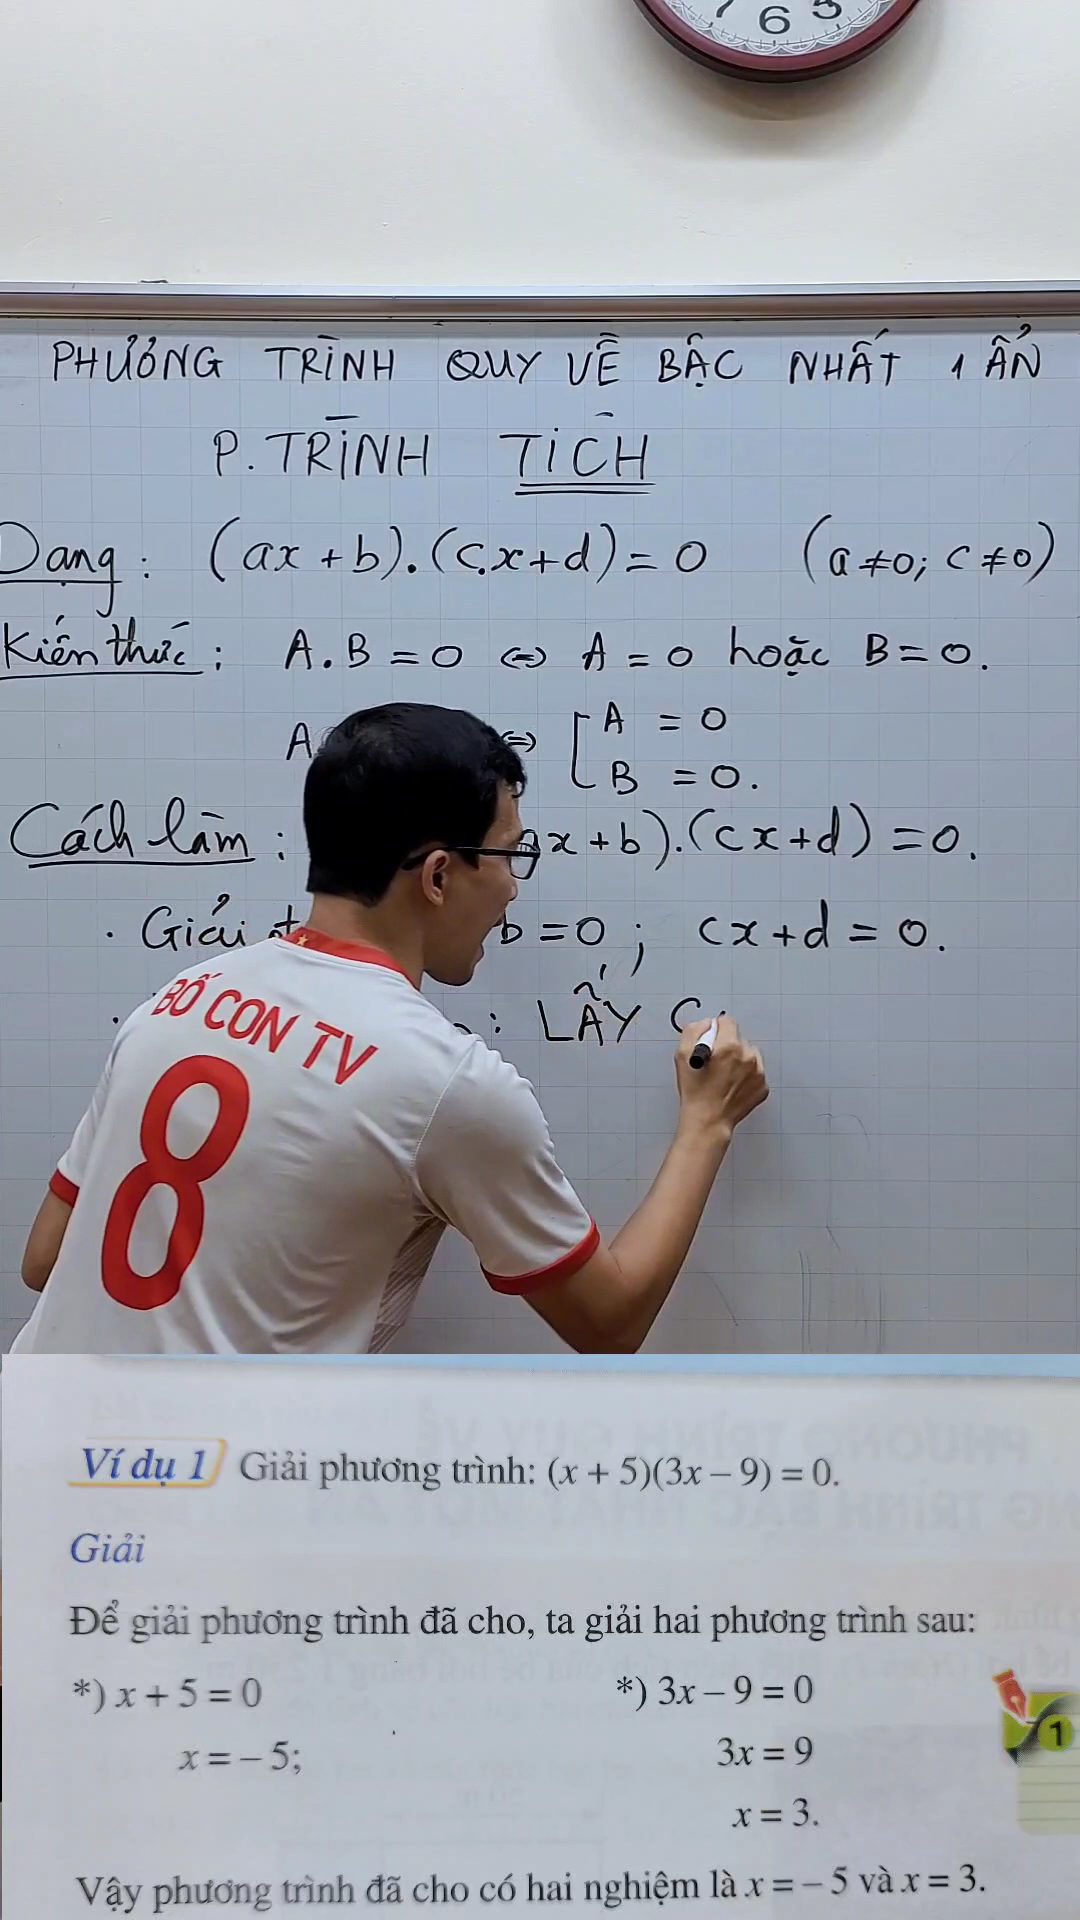 7 6 5
PHƯƠNG TRÌNH QUY VỀ BẬC NHẤT 1 ẨN
P. TRÌNH TÍCH
Dạng : (ax + b).(c.x + d) = 0 (a ≠ 0; c ≠ 0)
Kiến thức : A . B = 0 ⇔ A = 0 hoặc B = 0.
A ⇔ [ A = 0
B = 0.
Cách làm : x + b).(cx + d) = 0.
· Giải b = 0 ; cx + d = 0.
: LẤY
BỐ CON TV
8
Ví dụ 1 Giải phương trình: (x + 5)(3x – 9) = 0.
Giải
Để giải phương trình đã cho, ta giải hai phương trình sau:
*) x + 5 = 0 *) 3x – 9 = 0
x = – 5; 3x = 9
x = 3.
1
Vậy phương trình đã cho có hai nghiệm là x = – 5 và x = 3.